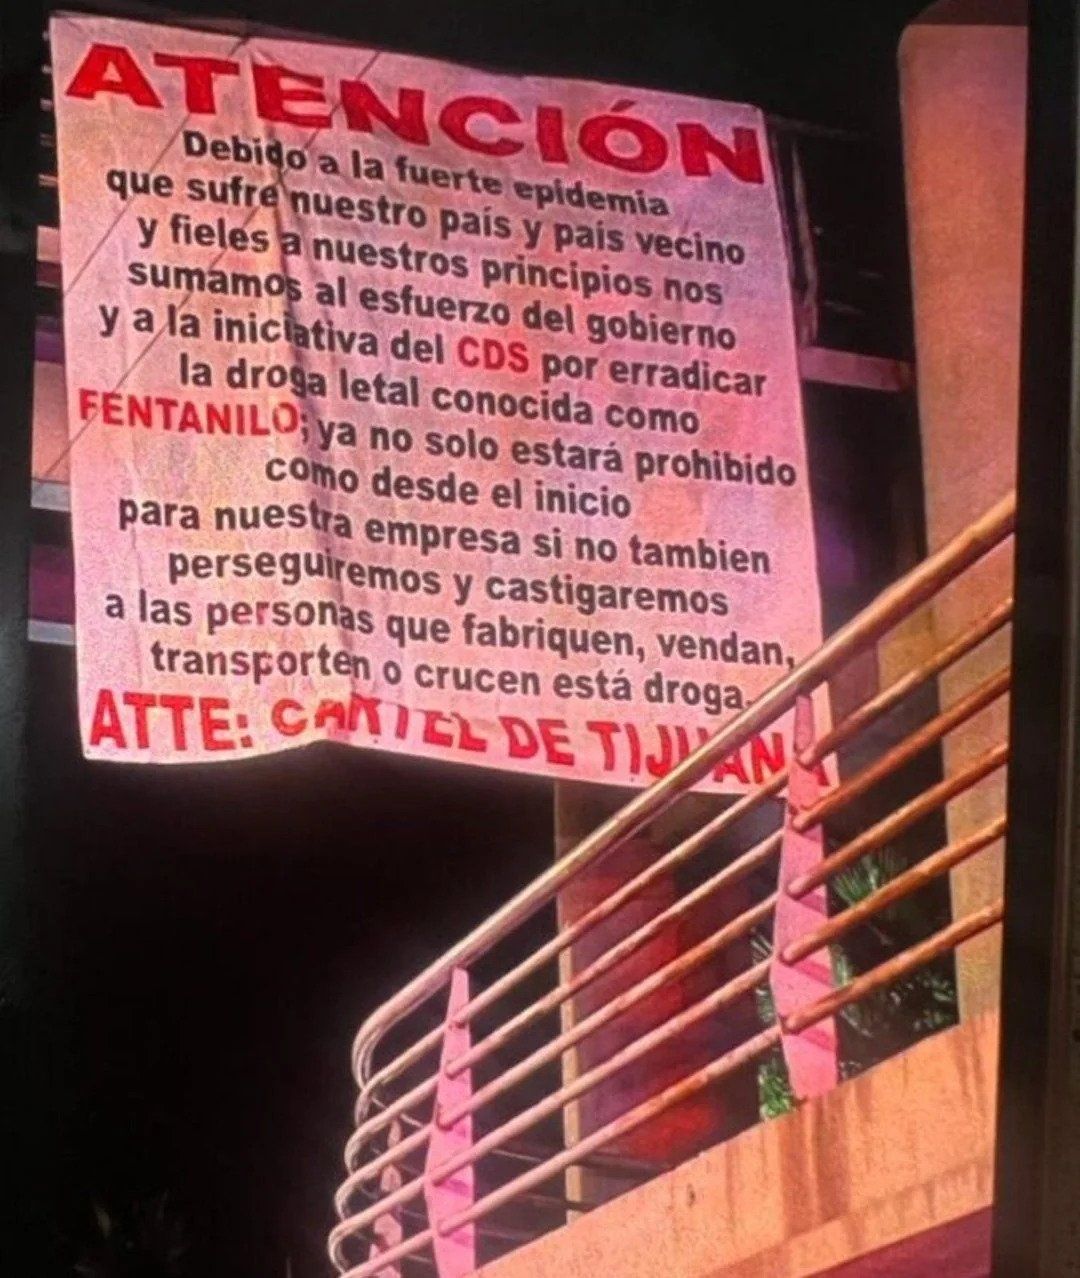 ATENCIÓN
Debido a la fuerte epidemia
que sufre nuestro país y país vecino
y fieles a nuestros principios nos
sumamos al esfuerzo del gobierno
y a la iniciativa del CDS por erradicar
la droga letal conocida como
FENTANILO; ya no solo estará prohibido
como desde el inicio
para nuestra empresa si no tambien
perseguiremos y castigaremos
a las personas que fabriquen, vendan,
transporten o crucen está droga.
ATTE: CARTEL DE TIJUANA